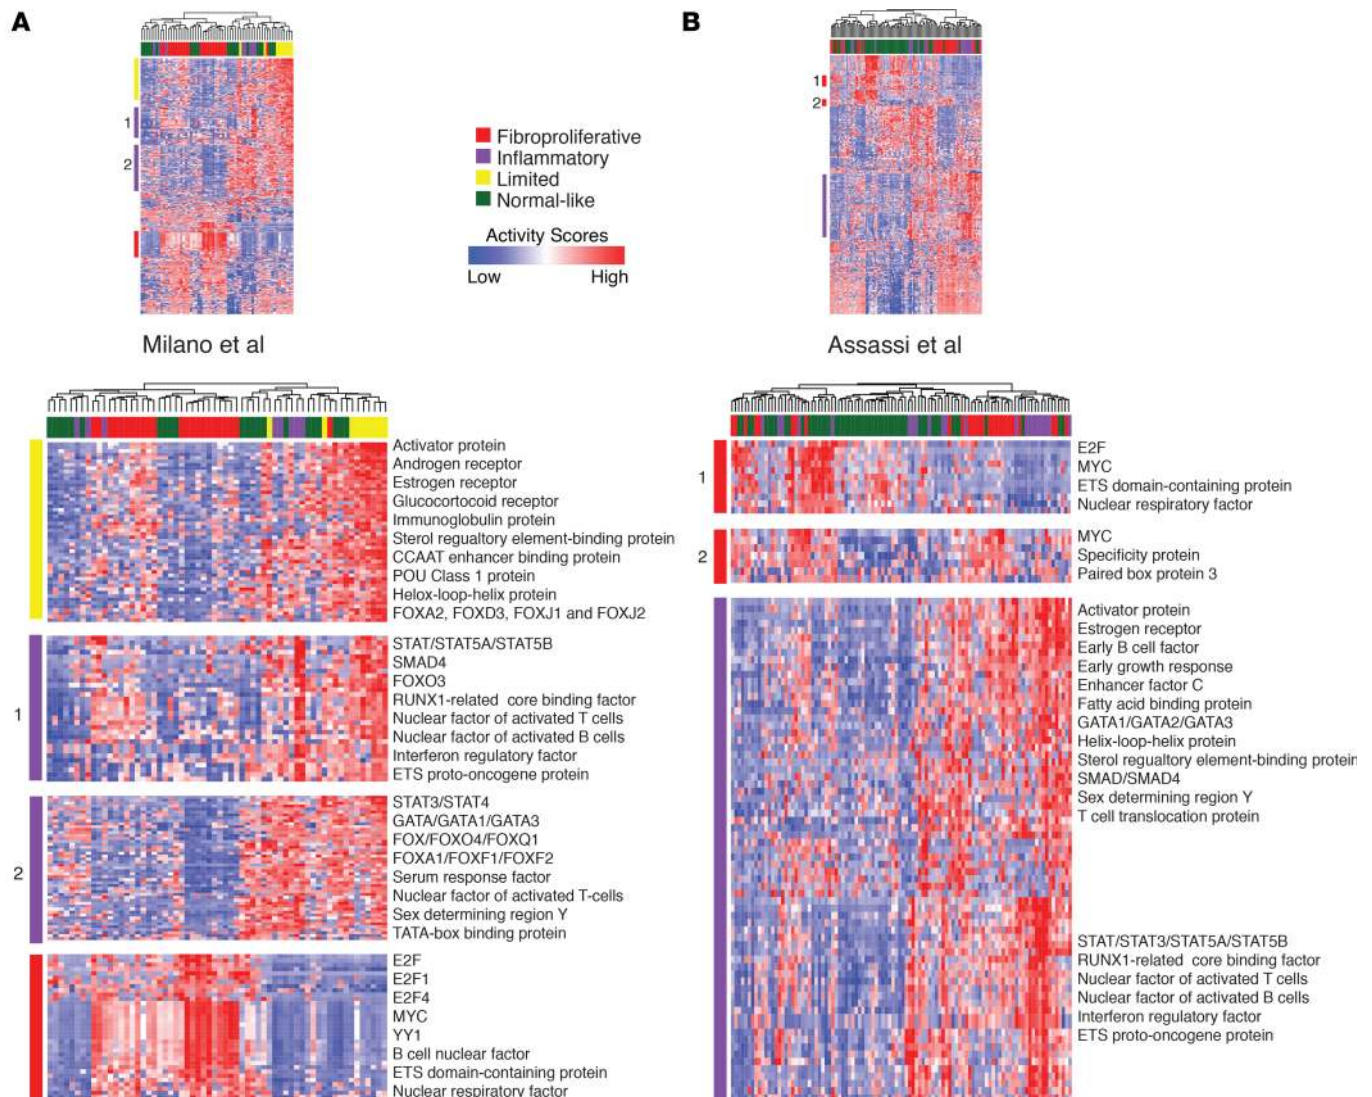 A
B
1
2
Fibroproliferative
Inflammatory
Limited
Normal-like
Activity Scores
Low High
1
2
Milano et al
Assassi et al
Activator protein
Androgen receptor
Estrogen receptor
Glucocorticoid receptor
Immunoglobulin protein
Sterol regualtory element-binding protein
CCAAT enhancer binding protein
POU Class 1 protein
Helox-loop-helix protein
FOXA2, FOXD3, FOXJ1 and FOXJ2
1
STAT/STAT5A/STAT5B
SMAD4
FOXO3
RUNX1-related core binding factor
Nuclear factor of activated T cells
Nuclear factor of activated B cells
Interferon regulatory factor
ETS proto-oncogene protein
2
STAT3/STAT4
GATA/GATA1/GATA3
FOX/FOXO4/FOXQ1
FOXA1/FOXF1/FOXF2
Serum response factor
Nuclear factor of activated T-cells
Sex determining region Y
TATA-box binding protein
E2F
E2F1
E2F4
MYC
YY1
B cell nuclear factor
ETS domain-containing protein
Nuclear respiratory factor
1
E2F
MYC
ETS domain-containing protein
Nuclear respiratory factor
2
MYC
Specificity protein
Paired box protein 3
Activator protein
Estrogen receptor
Early B cell factor
Early growth response
Enhancer factor C
Fatty acid binding protein
GATA1/GATA2/GATA3
Helix-loop-helix protein
Sterol regualtory element-binding protein
SMAD/SMAD4
Sex determining region Y
T cell translocation protein
STAT/STAT3/STAT5A/STAT5B
RUNX1-related core binding factor
Nuclear factor of activated T cells
Nuclear factor of activated B cells
Interferon regulatory factor
ETS proto-oncogene protein